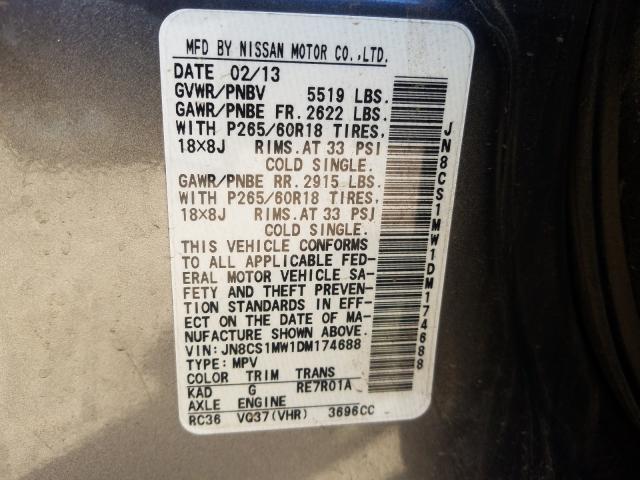 MFD BY NISSAN MOTOR CO.,LTD.
DATE 02/13
GVWR/PNBV 5519 LBS.
GAWR/PNBE FR. 2622 LBS.
WITH P265/60R18 TIRES,
18×8J RIMS.AT 33 PSI
COLD SINGLE.
GAWR/PNBE RR. 2915 LBS.
WITH P265/60R18 TIRES,
18×8J RIMS.AT 33 PSI
COLD SINGLE.
THIS VEHICLE CONFORMS
TO ALL APPLICABLE FED-
ERAL MOTOR VEHICLE SA-
FETY AND THEFT PREVEN-
TION STANDARDS IN EFF-
ECT ON THE DATE OF MA-
NUFACTURE SHOWN ABOVE.
VIN: JN8CS1MW1DM174688
TYPE: MPV
COLOR TRIM TRANS
KAD G RE7R01A
AXLE ENGINE
RC36 VQ37(VHR) 3696CC
JN8CS1MW1DM174688